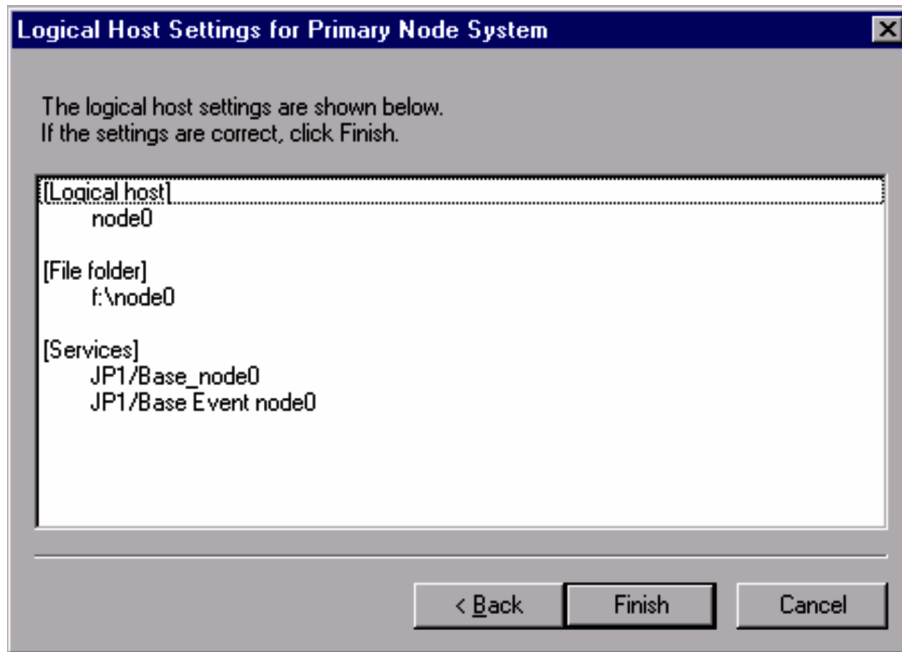 Logical Host Settings for Primary Node System
The logical host settings are shown below.
If the settings are correct, click Finish.
[Logical host]
node0
[File folder]
f:\node0
[Services]
JP1/Base_node0
JP1/Base Event node0
< Back
Finish
Cancel